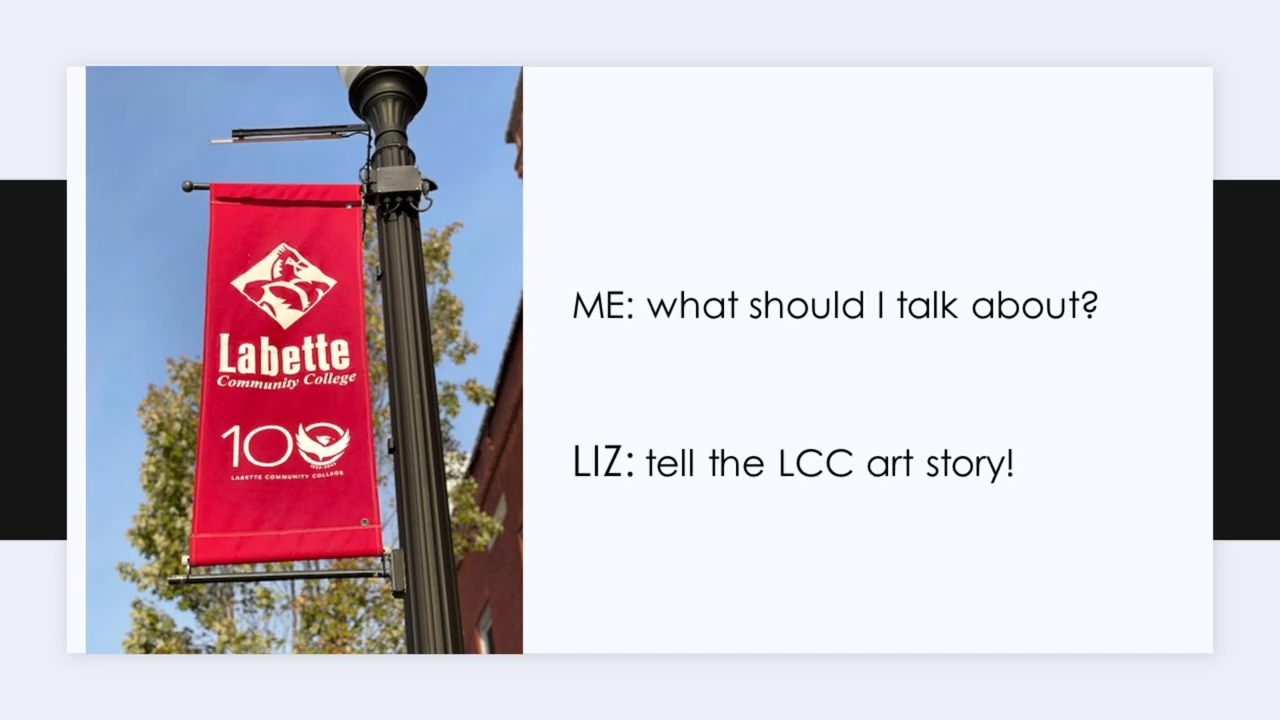 Labette
Community College
100
LABETTE COMMUNITY COLLEGE
ME: what should I talk about?
LIZ: tell the LCC art story!